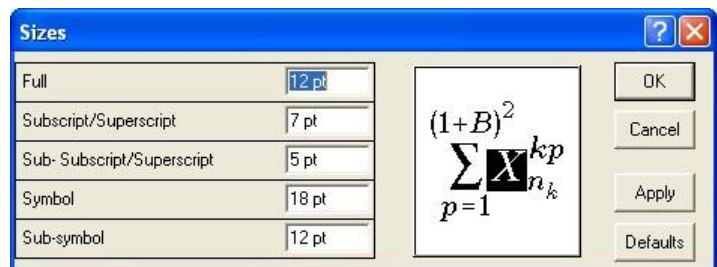 Sizes
Full 12 pt
Subscript/Superscript 7 pt
Sub- Subscript/Superscript 5 pt
Symbol 18 pt
Sub-symbol 12 pt
(1+B)²
∑ X kp nₖ
p=1
OK
Cancel
Apply
Defaults